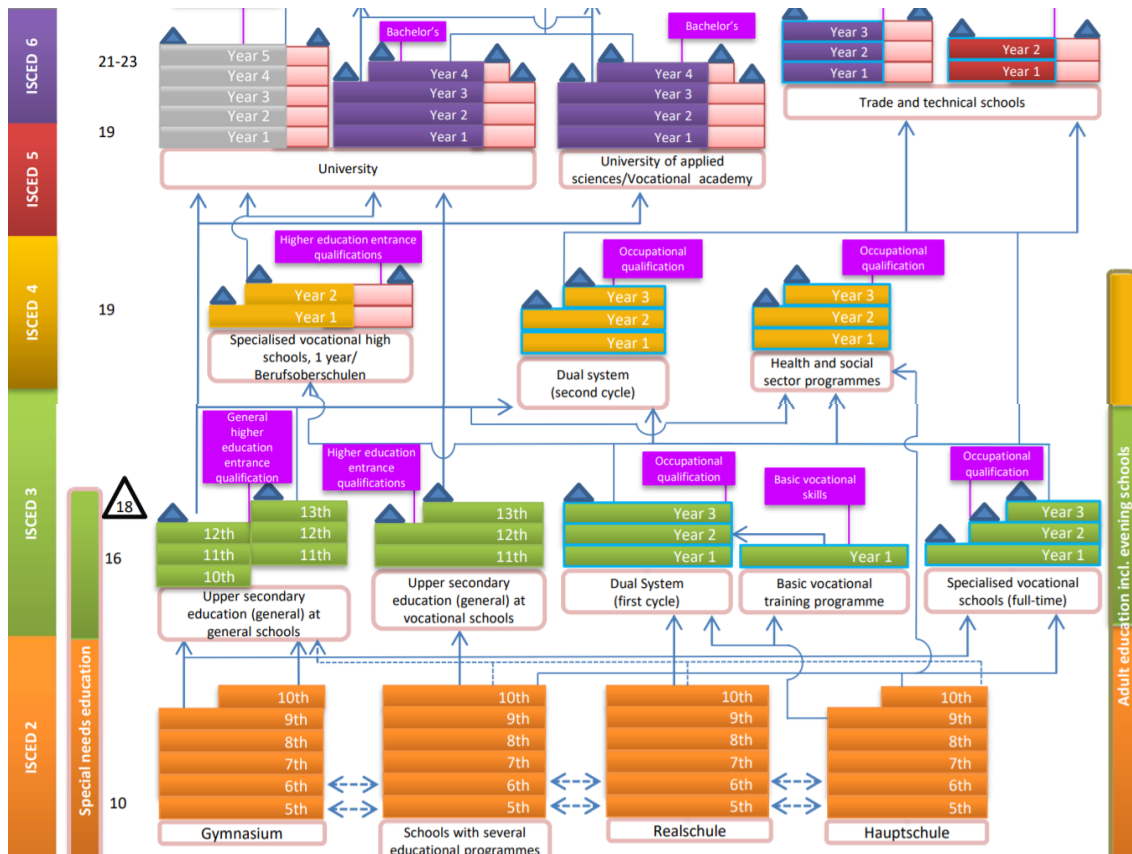 ISCED 6
ISCED 5
ISCED 4
ISCED 3
ISCED 2
21-23
19
19
18
16
10
Special needs education
Adult education incl. evening schools
Bachelor's
Bachelor's
Year 5
Year 4
Year 3
Year 2
Year 1
Year 4
Year 3
Year 2
Year 1
University
Year 4
Year 3
Year 2
Year 1
University of applied
sciences/Vocational academy
Year 3
Year 2
Year 1
Year 2
Year 1
Trade and technical schools
Higher education entrance
qualifications
Year 2
Year 1
Specialised vocational high
schools, 1 year/
Berufsoberschulen
Occupational
qualification
Year 3
Year 2
Year 1
Dual system
(second cycle)
Occupational
qualification
Year 3
Year 2
Year 1
Health and social
sector programmes
General
higher
education
entrance
qualification
12th
11th
10th
13th
12th
11th
Upper secondary
education (general) at
general schools
Higher education
entrance
qualifications
13th
12th
11th
Upper secondary
education (general) at
vocational schools
Occupational
qualification
Year 3
Year 2
Year 1
Dual System
(first cycle)
Basic vocational
skills
Year 1
Basic vocational
training programme
Occupational
qualification
Year 3
Year 2
Year 1
Specialised vocational
schools (full-time)
10th
9th
8th
7th
6th
5th
Gymnasium
10th
9th
8th
7th
6th
5th
Schools with several
educational programmes
10th
9th
8th
7th
6th
5th
Realschule
10th
9th
8th
7th
6th
5th
Hauptschule